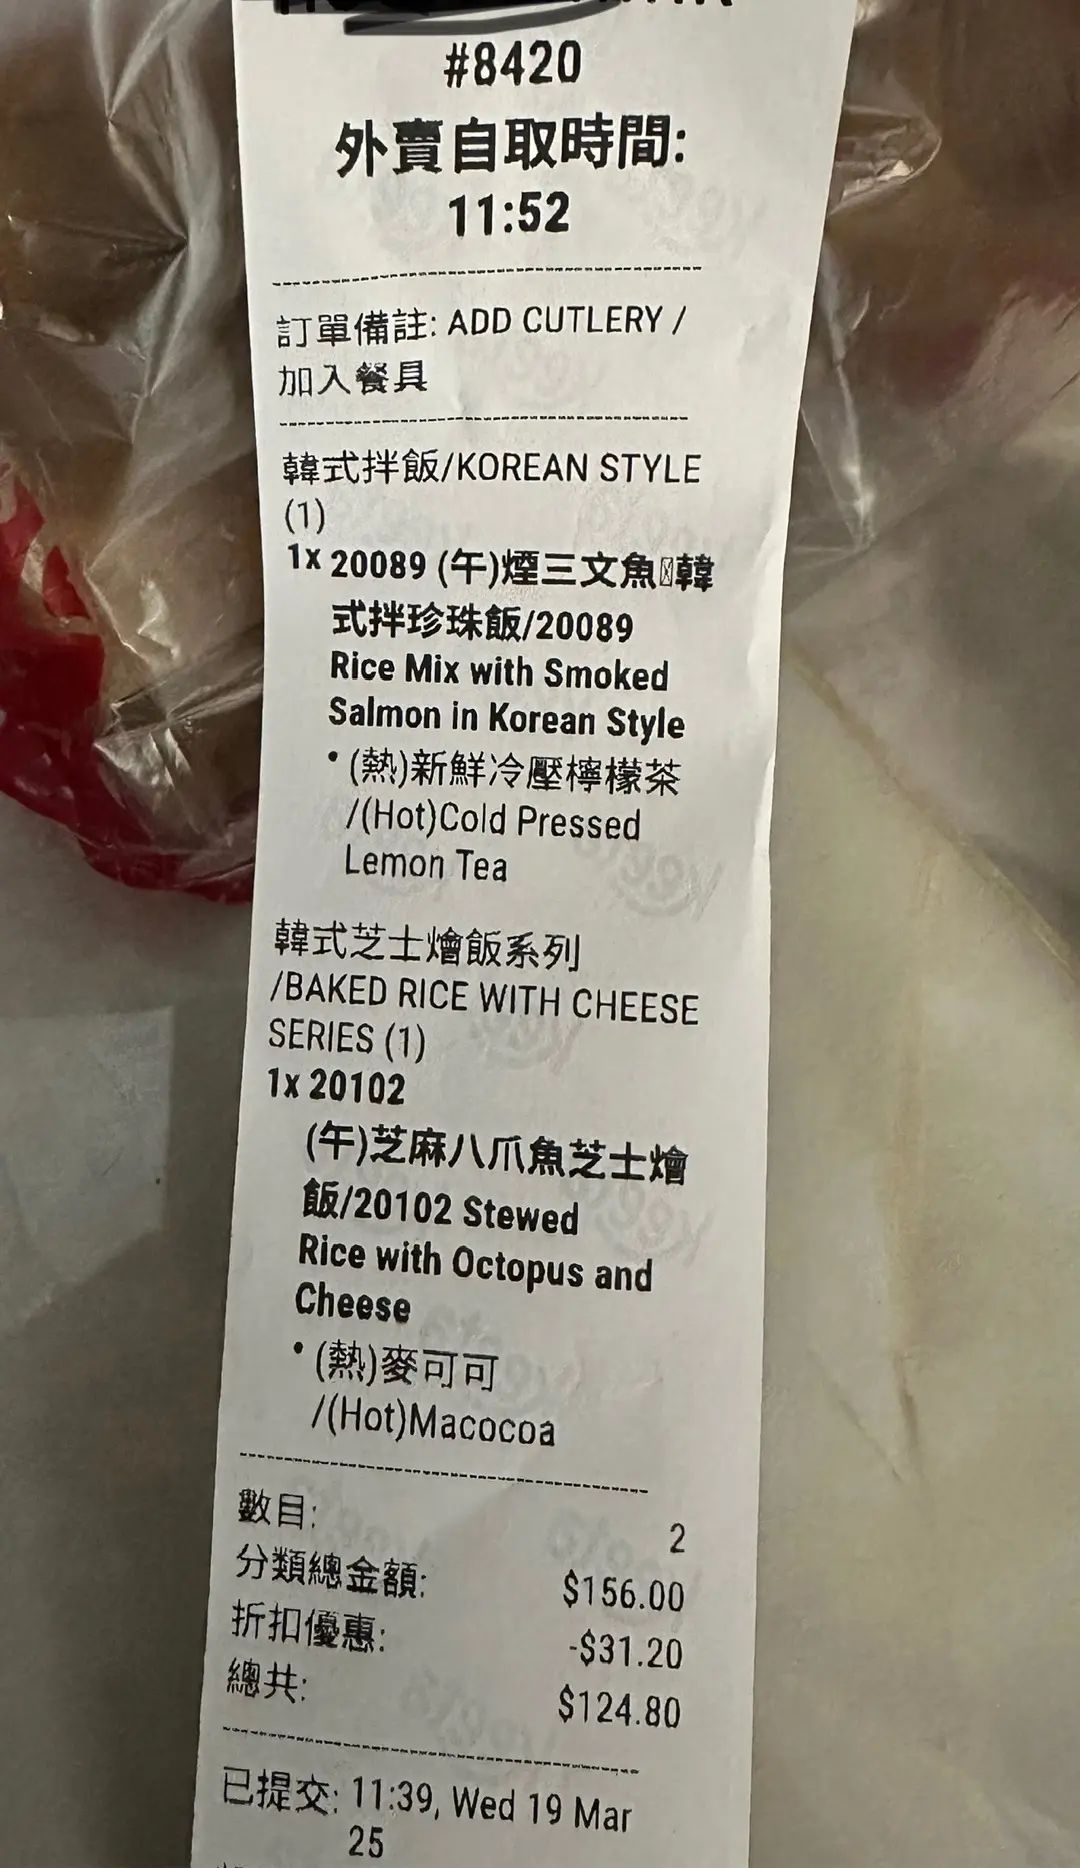 #8420
外賣自取時間:
11:52
訂單備註: ADD CUTLERY /
加入餐具
韓式拌飯/KOREAN STYLE
(1)
1x 20089 (午)煙三文魚韓
式拌珍珠飯/20089
Rice Mix with Smoked
Salmon in Korean Style
• (熱)新鮮冷壓檸檬茶
/(Hot)Cold Pressed
Lemon Tea
韓式芝士燴飯系列
/BAKED RICE WITH CHEESE
SERIES (1)
1x 20102
(午)芝麻八爪魚芝士燴
飯/20102 Stewed
Rice with Octopus and
Cheese
• (熱)麥可可
/(Hot)Macocoa
數目: 2
分類總金額: $156.00
折扣優惠: -$31.20
總共: $124.80
已提交: 11:39, Wed 19 Mar
25